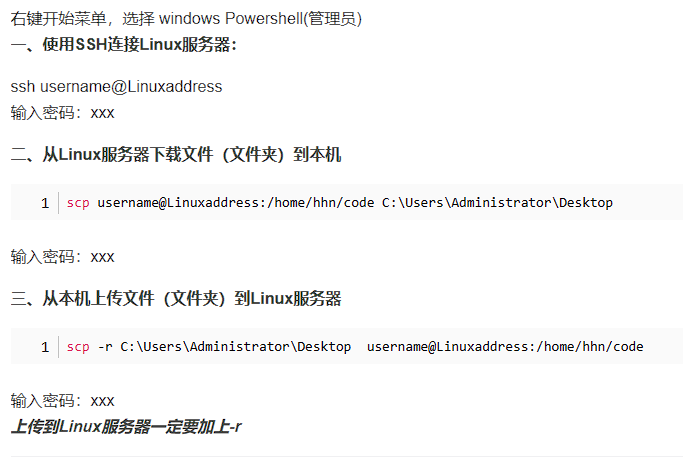 右键开始菜单，选择 windows Powershell(管理员)
一、使用SSH连接Linux服务器：
ssh username@Linuxaddress
输入密码：xxx
二、从Linux服务器下载文件（文件夹）到本机
1 scp username@Linuxaddress:/home/hhn/code C:\Users\Administrator\Desktop
输入密码：xxx
三、从本机上传文件（文件夹）到Linux服务器
1 scp -r C:\Users\Administrator\Desktop  username@Linuxaddress:/home/hhn/code
输入密码：xxx
上传到Linux服务器一定要加上-r